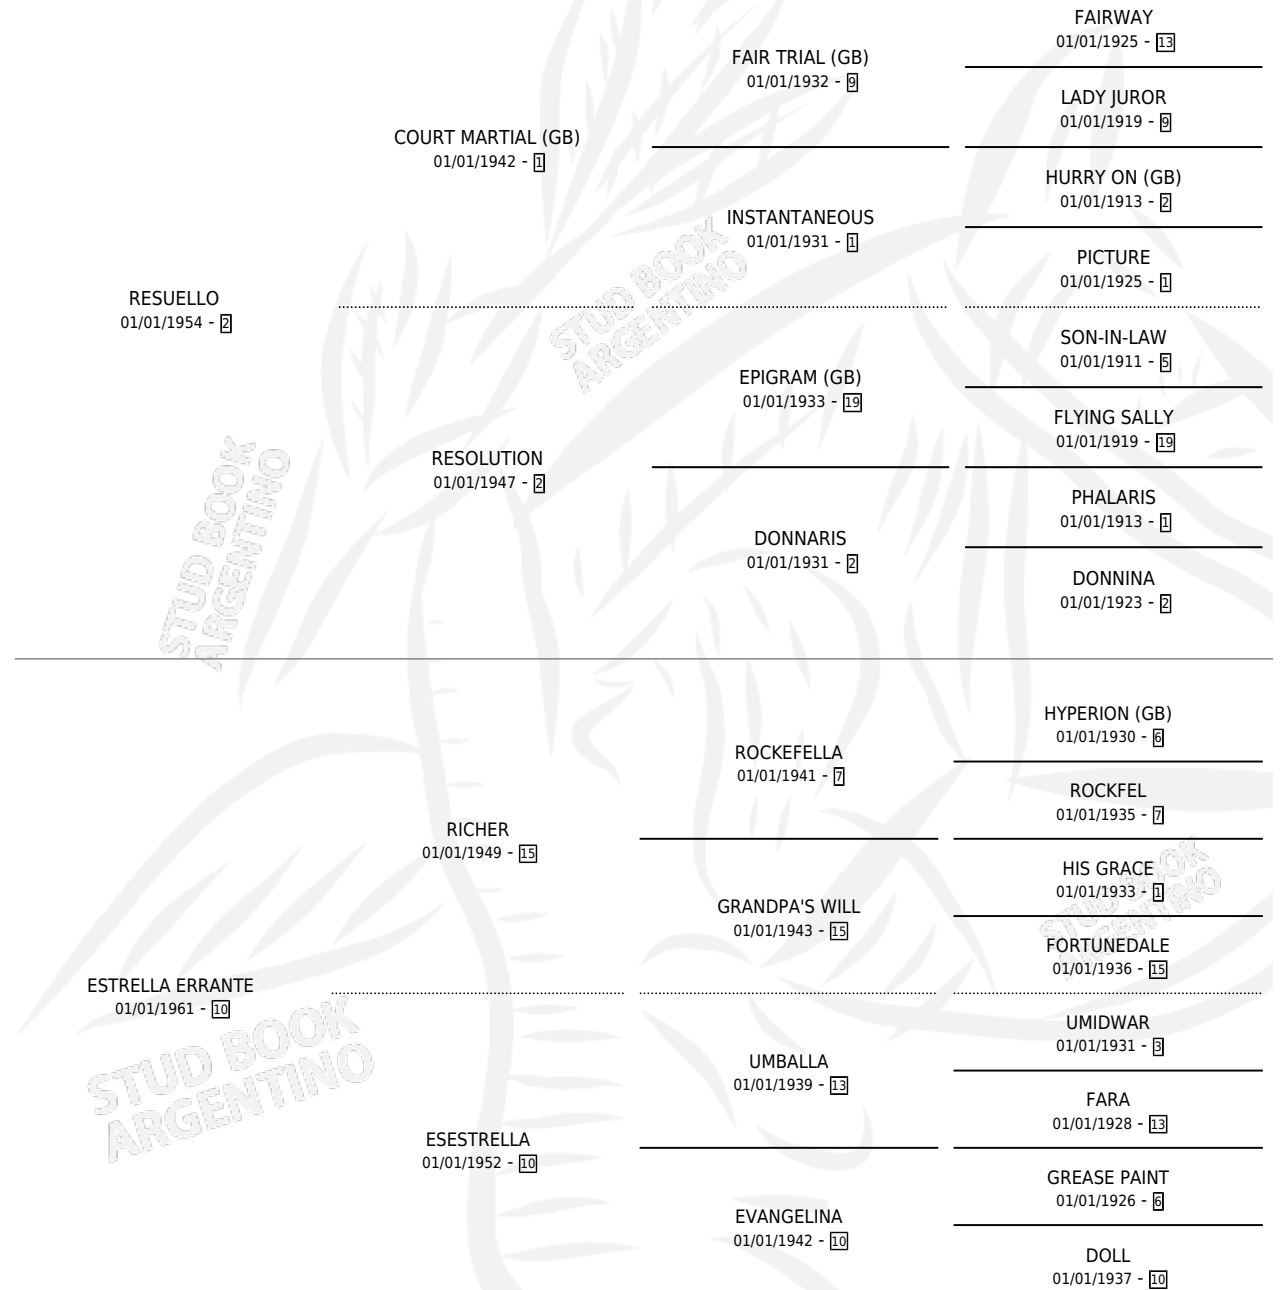 FAIRWAY
01/01/1925 - 13
FAIR TRIAL (GB)
01/01/1932 - 9
LADY JUROR
01/01/1919 - 9
COURT MARTIAL (GB)
01/01/1942 - 1
HURRY ON (GB)
01/01/1913 - 2
INSTANTANEOUS
01/01/1931 - 1
PICTURE
01/01/1925 - 1
RESUELLO
01/01/1954 - 2
STUD BOOK
ARGENTINO
SON-IN-LAW
01/01/1911 - 5
EPIGRAM (GB)
01/01/1933 - 19
FLYING SALLY
01/01/1919 - 19
RESOLUTION
01/01/1947 - 2
PHALARIS
01/01/1913 - 1
DONNARIS
01/01/1931 - 2
DONNINA
01/01/1923 - 2
STUD BOOK
ARGENTINO
HYPERION (GB)
01/01/1930 - 6
ROCKEFELLA
01/01/1941 - 7
ROCKFEL
01/01/1935 - 7
RICHER
01/01/1949 - 15
HIS GRACE
01/01/1933 - 1
GRANDPA'S WILL
01/01/1943 - 15
STUD BOOK
ARGENTINO
FORTUNEDALE
01/01/1936 - 15
ESTRELLA ERRANTE
01/01/1961 - 10
STUD BOOK
ARGENTINO
UMIDWAR
01/01/1931 - 3
UMBALLA
01/01/1939 - 13
FARA
01/01/1928 - 13
ESESTRELLA
01/01/1952 - 10
GREASE PAINT
01/01/1926 - 6
EVANGELINA
01/01/1942 - 10
DOLL
01/01/1937 - 10